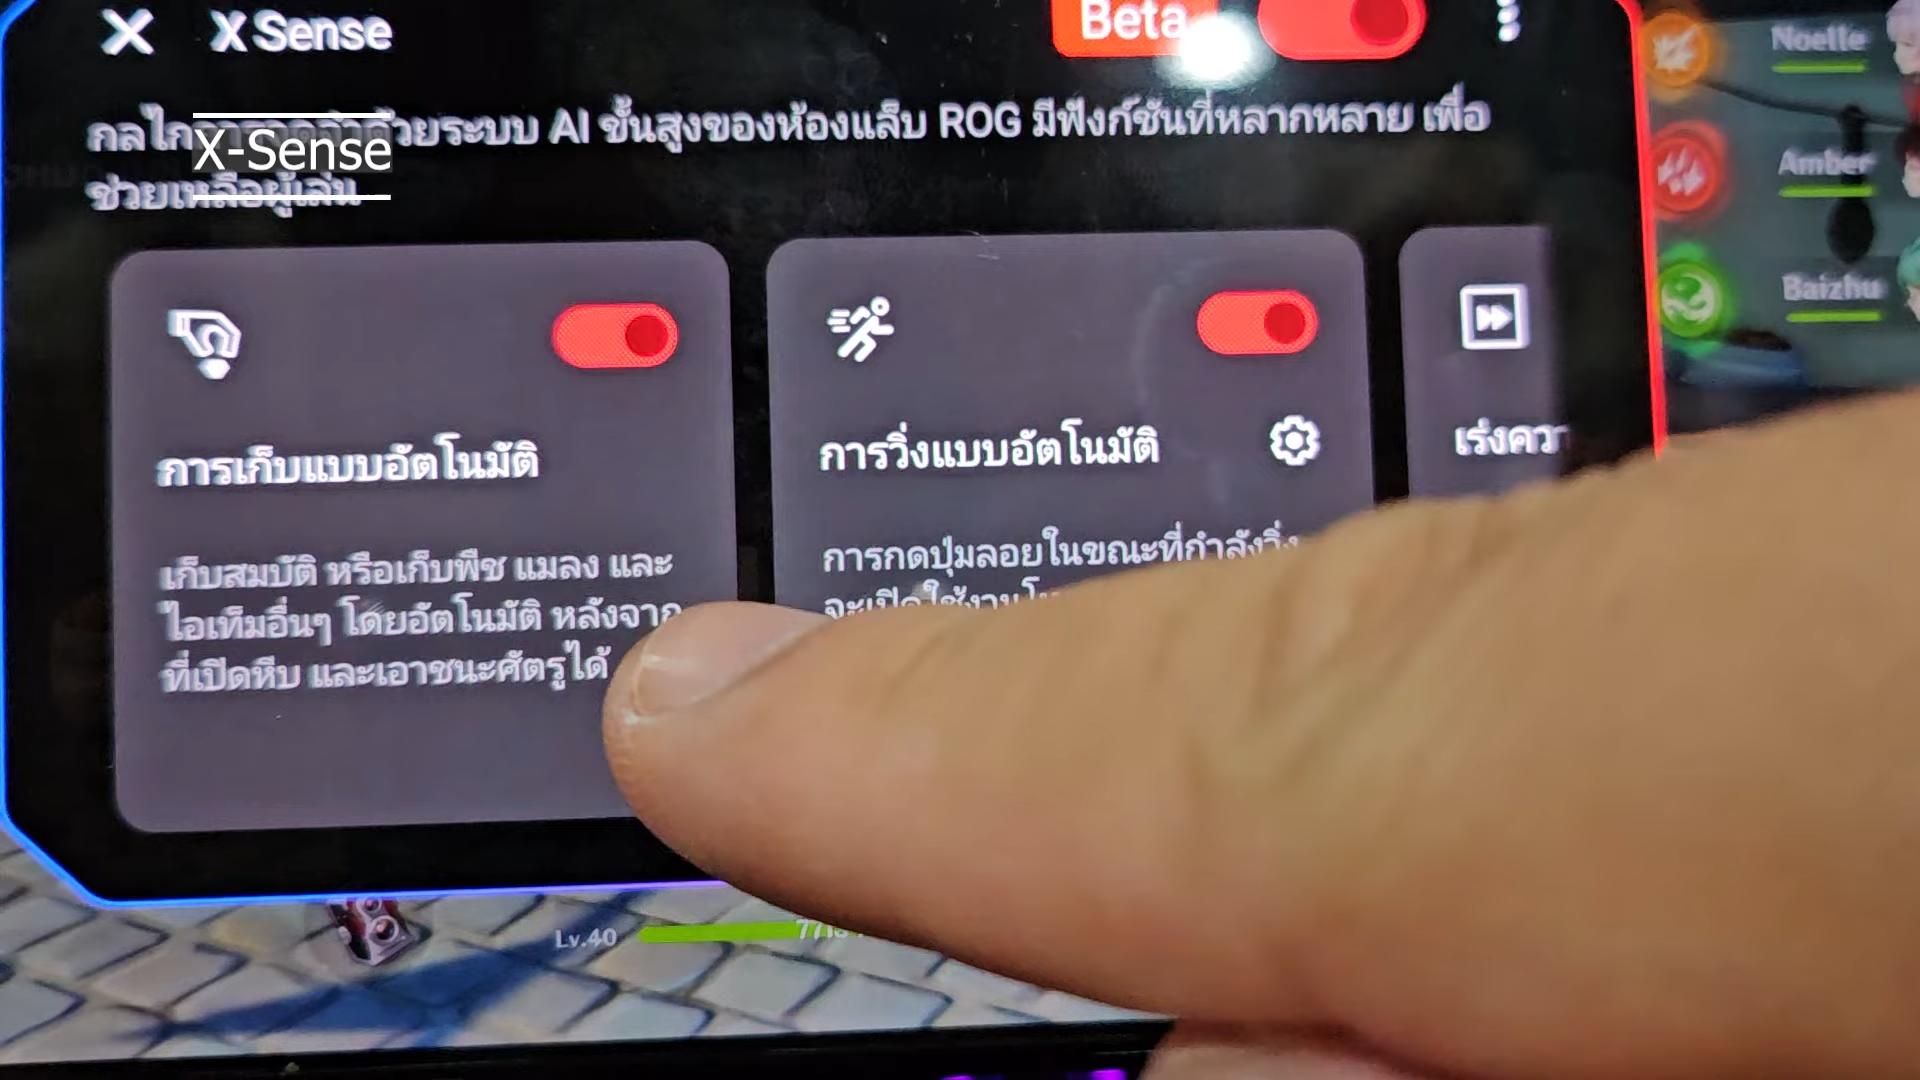 X Sense
Beta
กลไก
ด้วยระบบ AI ขั้นสูงของห้องแล็บ ROG มีฟังก์ชันที่หลากหลาย เพื่อ
X-Sense
ช่วยเหลือผู้เล่น
การเก็บแบบอัตโนมัติ
เก็บสมบัติ หรือเก็บพืช แมลง และ
ไอเท็มอื่นๆ โดยอัตโนมัติ หลังจาก
ที่เปิดหีบ และเอาชนะศัตรูได้
การวิ่งแบบอัตโนมัติ
การกดปุ่มลอยในขณะที่กำลังวิ่ง
จะเปิดใช้งาน
Noelle
Amber
Baizhu
Lv.40